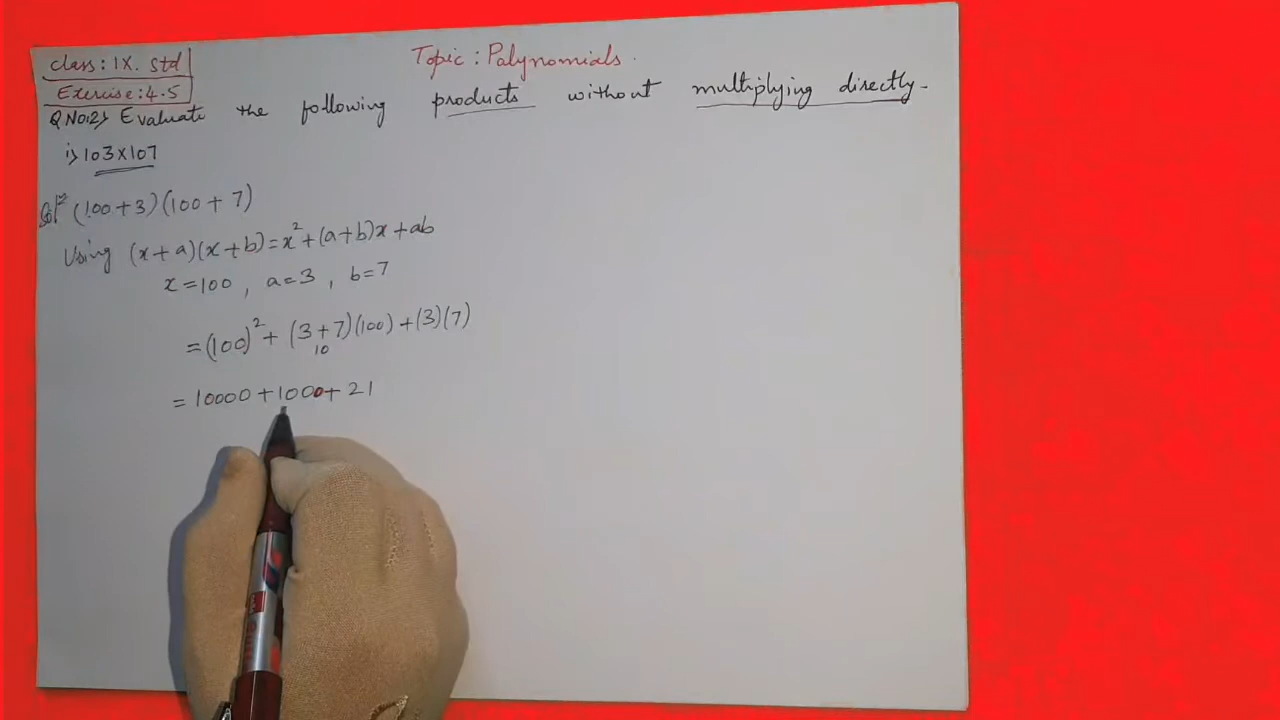 Class: IX. Std
Topic: Palynomials.
Exercise: 4.5
Q.No:2) Evaluate the following products without multiplying directly.
i) 103×107
Solⁿ (100+3)(100+7)
Using (x+a)(x+b)=x²+(a+b)x+ab
x=100, a=3, b=7
=(100)²+(3+7)(100)+(3)(7)
10
=10000+1000+21